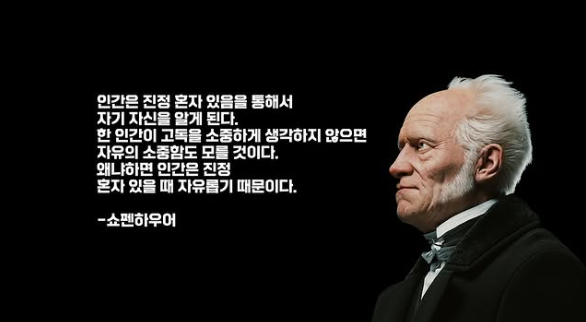 인간은 진정 혼자 있음을 통해서
자기 자신을 알게 된다.
한 인간이 고독을 소중하게 생각하지 않으면
자유의 소중함도 모를 것이다.
왜냐하면 인간은 진정
혼자 있을 때 자유롭기 때문이다.
-쇼펜하우어